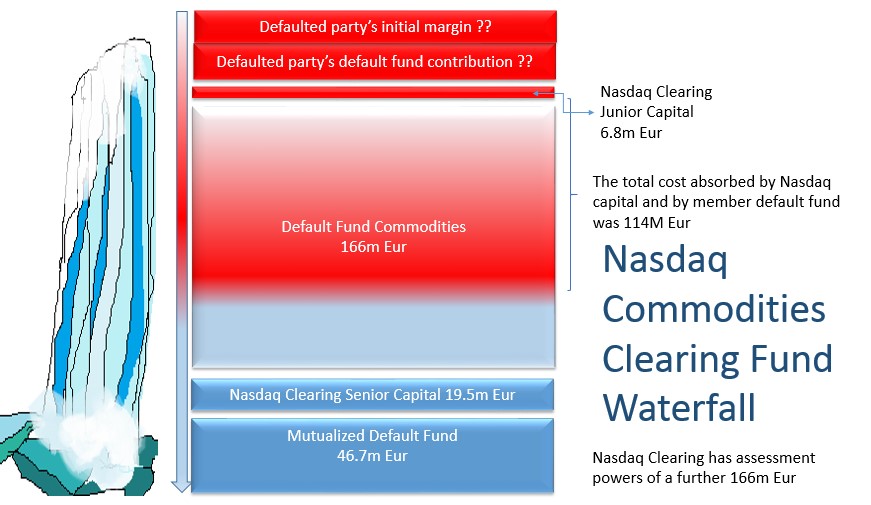 Defaulted party's initial margin ??
Defaulted party's default fund contribution ??
Nasdaq Clearing
Junior Capital
6.8m Eur
The total cost absorbed by Nasdaq
capital and by member default fund
was 114M Eur
Default Fund Commodities
166m Eur
Nasdaq
Commodities
Clearing Fund
Waterfall
Nasdaq Clearing Senior Capital 19.5m Eur
Mutualized Default Fund
46.7m Eur
Nasdaq Clearing has assessment
powers of a further 166m Eur